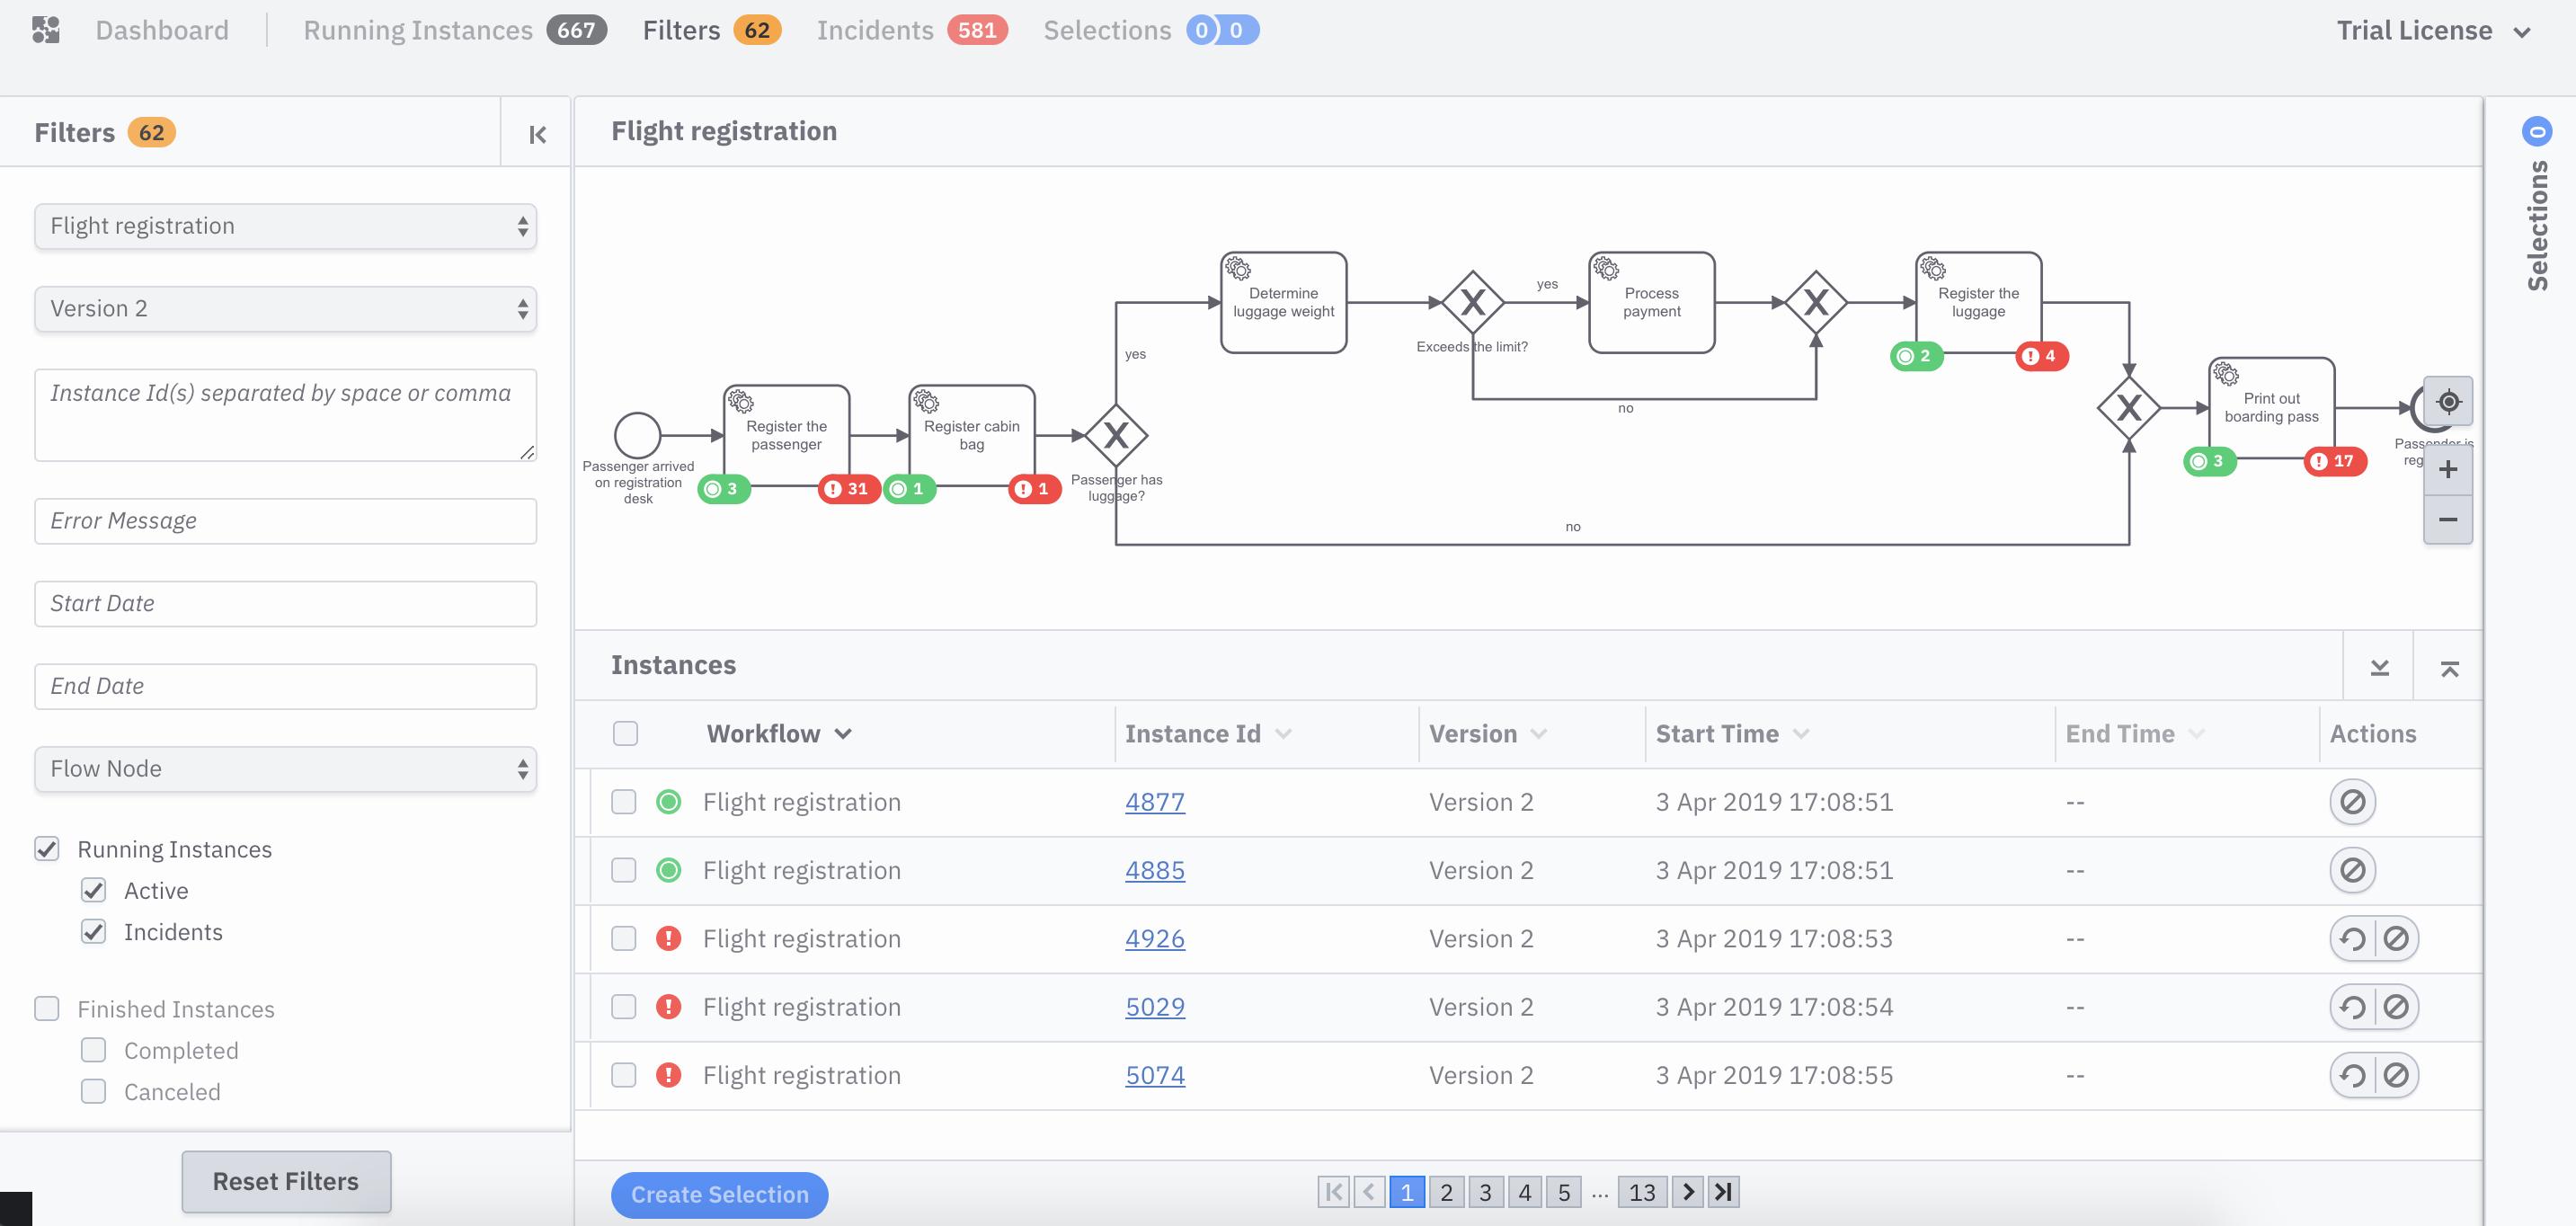 Dashboard
Running Instances 667
Filters 62
Incidents 581
Selections 0 0
Trial License
Filters 62
Flight registration
Version 2
Instance Id(s) separated by space or comma
Error Message
Start Date
End Date
Flow Node
Running Instances
Active
Incidents
Finished Instances
Completed
Canceled
Reset Filters
Flight registration
Passenger arrived
on registration
desk
Register the
passenger
3
31
Register cabin
bag
1
1
Passenger has
luggage?
yes
no
Determine
luggage weight
Exceeds the limit?
yes
no
Process
payment
Register the
luggage
2
4
Print out
boarding pass
3
17
Passenger is
Instances
Workflow Instance Id Version Start Time End Time Actions
Flight registration 4877 Version 2 3 Apr 2019 17:08:51 --
Flight registration 4885 Version 2 3 Apr 2019 17:08:51 --
Flight registration 4926 Version 2 3 Apr 2019 17:08:53 --
Flight registration 5029 Version 2 3 Apr 2019 17:08:54 --
Flight registration 5074 Version 2 3 Apr 2019 17:08:55 --
Create Selection
1 2 3 4 5 ... 13
Selections 0